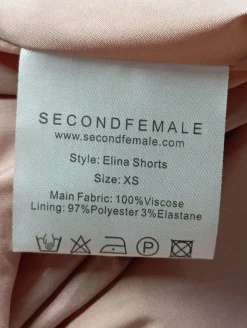 SECONDFEMALE
www.secondfemale.com
Style: Elina Shorts
Size: XS
Main Fabric: 100%Viscose
Lining: 97%Polyester 3%Elastane